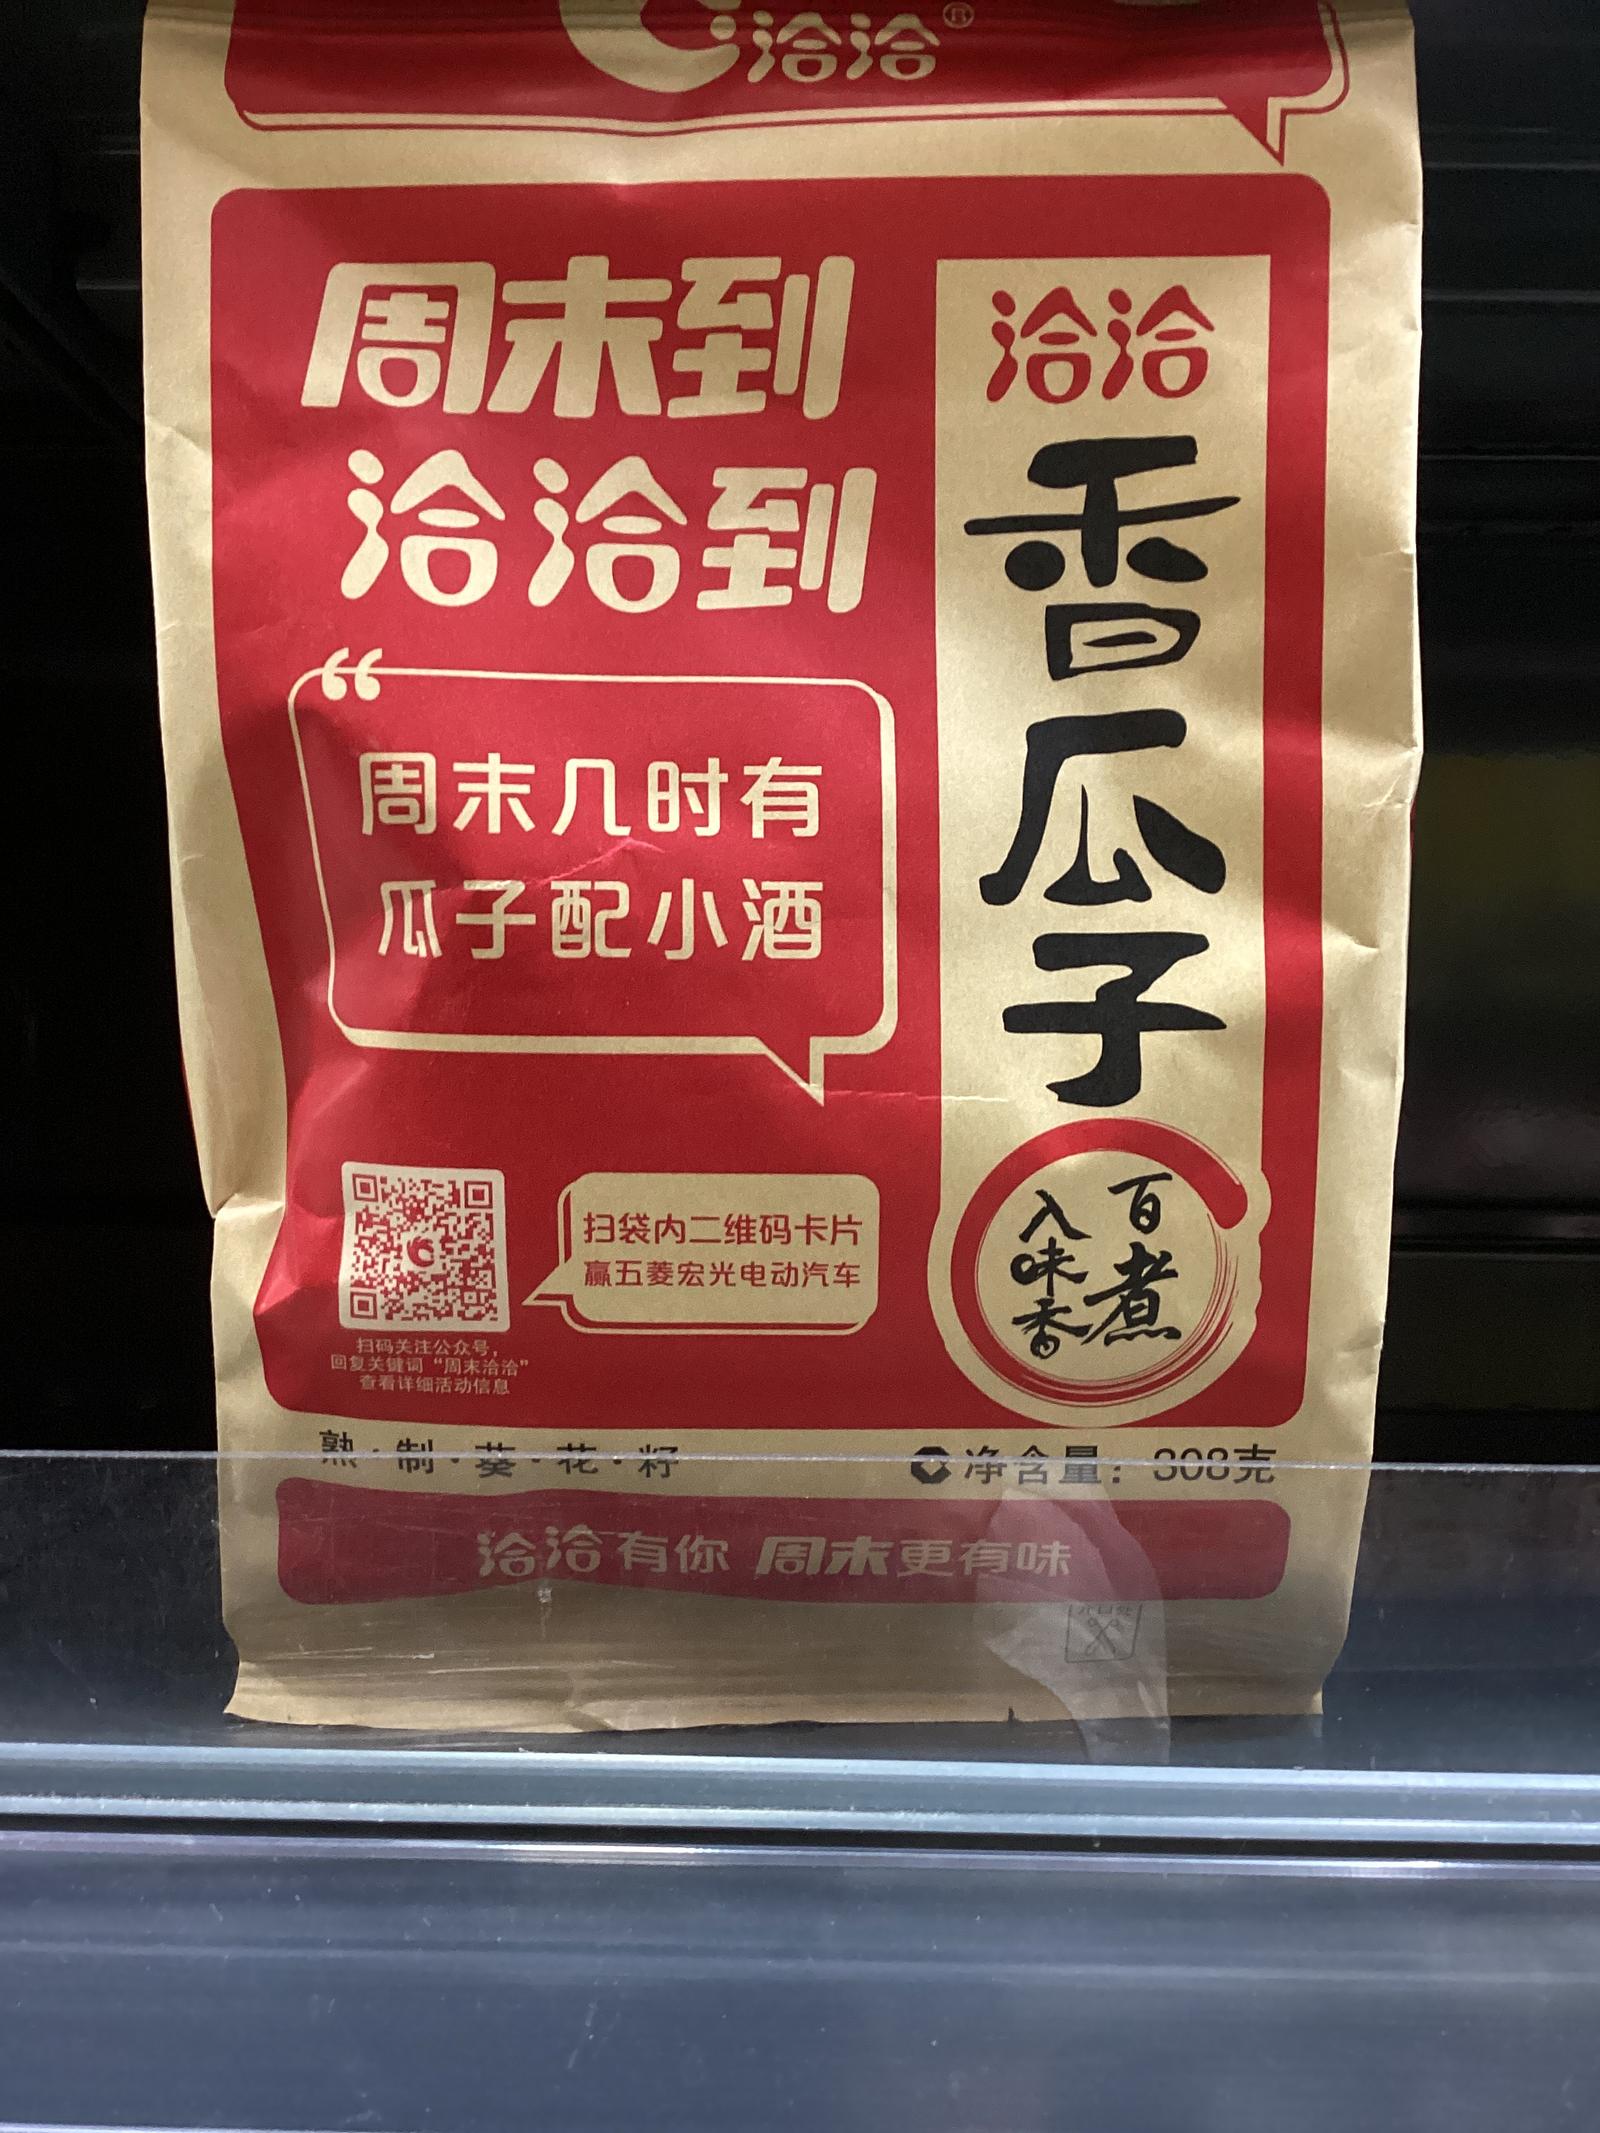 洽洽®
周末到
洽洽到
“
周末几时有
瓜子配小酒
洽洽
香瓜子
百煮
入味香
扫袋内二维码卡片
赢五菱宏光电动汽车
扫码关注公众号，
回复关键词“周末洽洽”
查看详细活动信息
熟·制·葵·花·籽
净含量：308克
洽洽有你 周末更有味
开口处